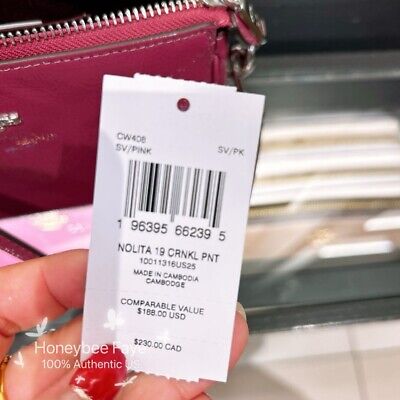 CW408
SV/PINK SV/PK
1 96395 66239 5
NOLITA 19 CRNKL PNT
10011316US25
MADE IN CAMBODIA
CAMBODGE
COMPARABLE VALUE
$188.00 USD
$230.00 CAD
Honeybee Faye
100% Authentic US